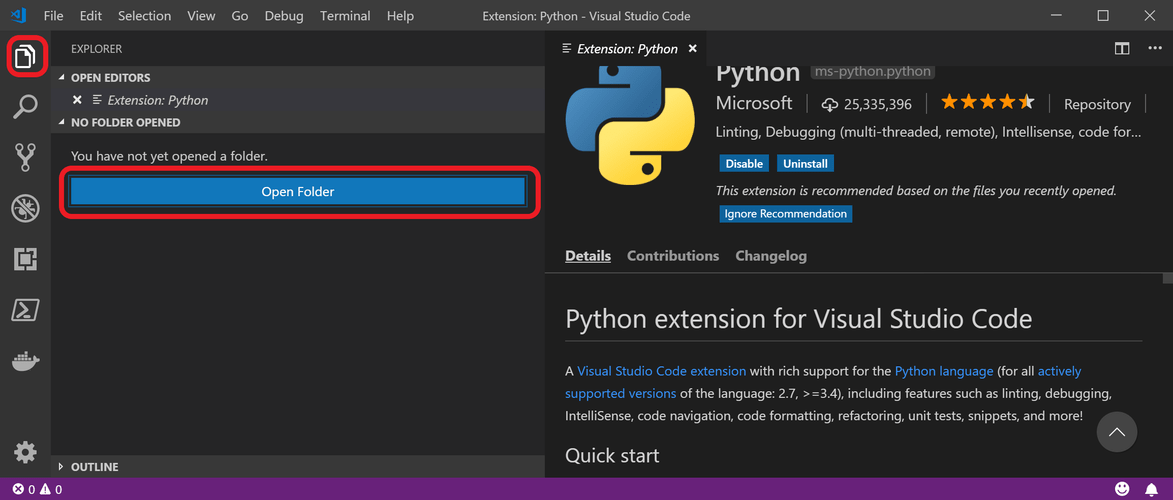 File Edit Selection View Go Debug Terminal Help Extension: Python - Visual Studio Code
EXPLORER
OPEN EDITORS
Extension: Python
NO FOLDER OPENED
You have not yet opened a folder.
Open Folder
OUTLINE
Extension: Python
Python ms-python.python
Microsoft 25,335,396 Repository
Linting, Debugging (multi-threaded, remote), Intellisense, code for...
Disable Uninstall
This extension is recommended based on the files you recently opened.
Ignore Recommendation
Details Contributions Changelog
Python extension for Visual Studio Code
A Visual Studio Code extension with rich support for the Python language (for all actively
supported versions of the language: 2.7, >=3.4), including features such as linting, debugging,
IntelliSense, code navigation, code formatting, refactoring, unit tests, snippets, and more!
Quick start
0 0